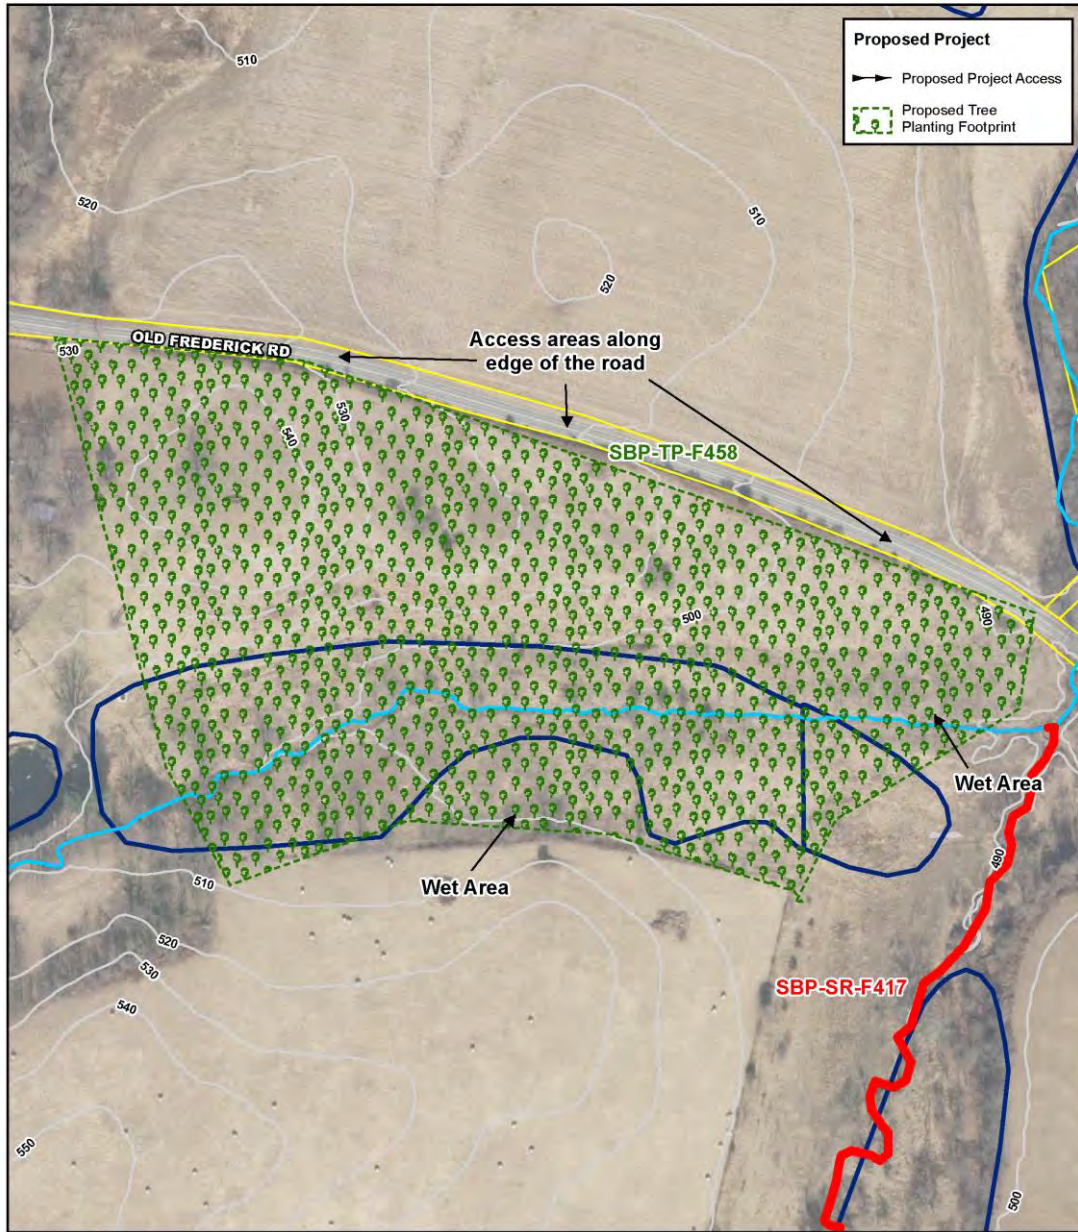 Proposed Project
Proposed Project Access
Proposed Tree
Planting Footprint
510
520
510
520
OLD FREDERICK RD
530
Access areas along
edge of the road
530
540
SBP-TP-F458
500
490
Wet Area
Wet Area
490
510
520
530
540
550
SBP-SR-F417
500